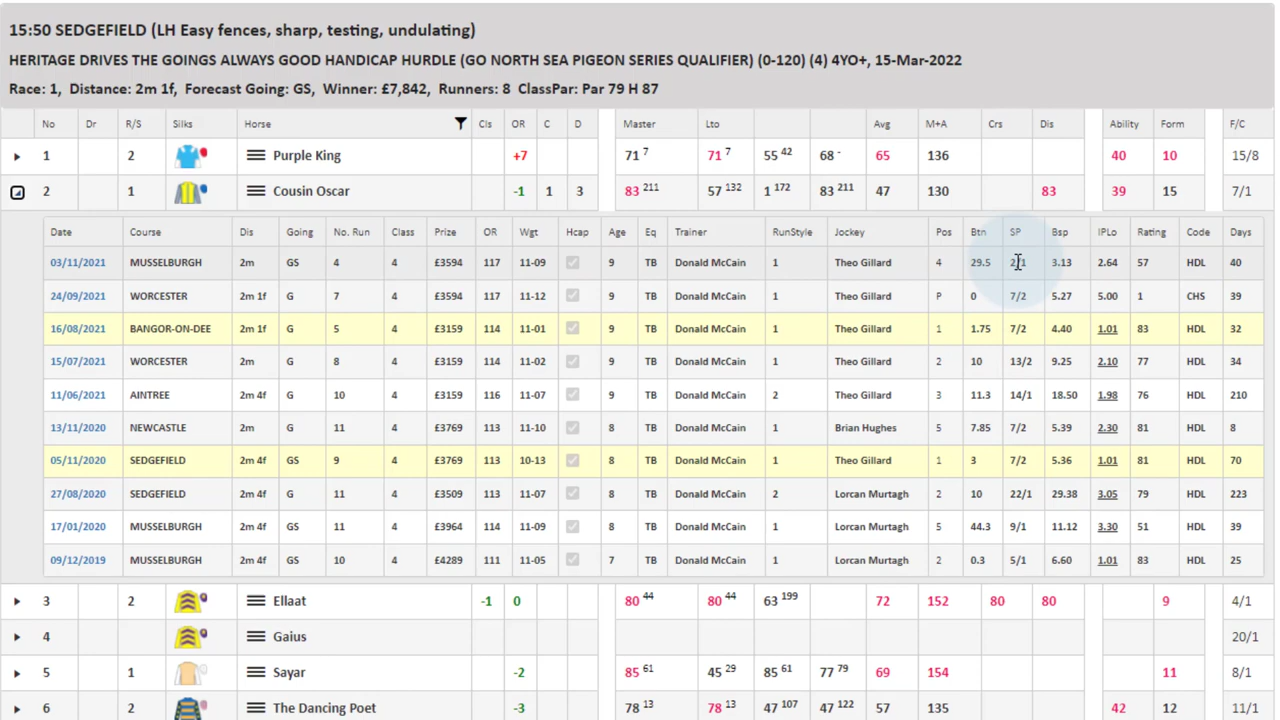 15:50 SEDGEFIELD (LH Easy fences, sharp, testing, undulating)
HERITAGE DRIVES THE GOINGS ALWAYS GOOD HANDICAP HURDLE (GO NORTH SEA PIGEON SERIES QUALIFIER) (0-120) (4) 4YO+, 15-Mar-2022
Race: 1, Distance: 2m 1f, Forecast Going: GS, Winner: £7,842, Runners: 8 ClassPar: Par 79 H 87
No Dr R/S Silks Horse Cls OR C D Master Lto Avg M+A Crs Dis Ability Form F/C
1 2 Purple King +7 71 7 71 7 55 42 68 - 65 136 40 10 15/8
2 1 Cousin Oscar -1 1 3 83 211 57 132 1 172 83 211 47 130 83 39 15 7/1
Date Course Dis Going No. Run Class Prize OR Wgt Hcap Age Eq Trainer RunStyle Jockey Pos Btn SP Bsp IPLo Rating Code Days
03/11/2021 MUSSELBURGH 2m GS 4 4 £3594 117 11-09 9 TB Donald McCain 1 Theo Gillard 4 29.5 2/1 3.13 2.64 57 HDL 40
24/09/2021 WORCESTER 2m 1f G 7 4 £3594 117 11-12 9 TB Donald McCain 1 Theo Gillard P 0 7/2 5.27 5.00 1 CHS 39
16/08/2021 BANGOR-ON-DEE 2m 1f G 5 4 £3159 114 11-01 9 TB Donald McCain 1 Theo Gillard 1 1.75 7/2 4.40 1.01 83 HDL 32
15/07/2021 WORCESTER 2m G 8 4 £3159 114 11-02 9 TB Donald McCain 1 Theo Gillard 2 10 13/2 9.25 2.10 77 HDL 34
11/06/2021 AINTREE 2m 4f G 10 4 £3159 116 11-07 9 TB Donald McCain 2 Theo Gillard 3 11.3 14/1 18.50 1.98 76 HDL 210
13/11/2020 NEWCASTLE 2m G 11 4 £3769 113 11-10 8 TB Donald McCain 1 Brian Hughes 5 7.85 7/2 5.39 2.30 81 HDL 8
05/11/2020 SEDGEFIELD 2m 4f GS 9 4 £3769 113 10-13 8 TB Donald McCain 1 Theo Gillard 1 3 7/2 5.36 1.01 81 HDL 70
27/08/2020 SEDGEFIELD 2m 4f G 11 4 £3509 113 11-07 8 TB Donald McCain 2 Lorcan Murtagh 2 10 22/1 29.38 3.05 79 HDL 223
17/01/2020 MUSSELBURGH 2m 4f GS 11 4 £3964 114 11-09 8 TB Donald McCain 1 Lorcan Murtagh 5 44.3 9/1 11.12 3.30 51 HDL 39
09/12/2019 MUSSELBURGH 2m 4f GS 10 4 £4289 111 11-05 7 TB Donald McCain 1 Lorcan Murtagh 2 0.3 5/1 6.60 1.01 83 HDL 25
3 2 Ellaat -1 0 80 44 80 44 63 199 72 152 80 80 9 4/1
4 Gaius 20/1
5 1 Sayar -2 85 61 45 29 85 61 77 79 69 154 11 8/1
6 2 The Dancing Poet -3 78 13 78 13 47 107 47 122 57 135 42 12 11/1